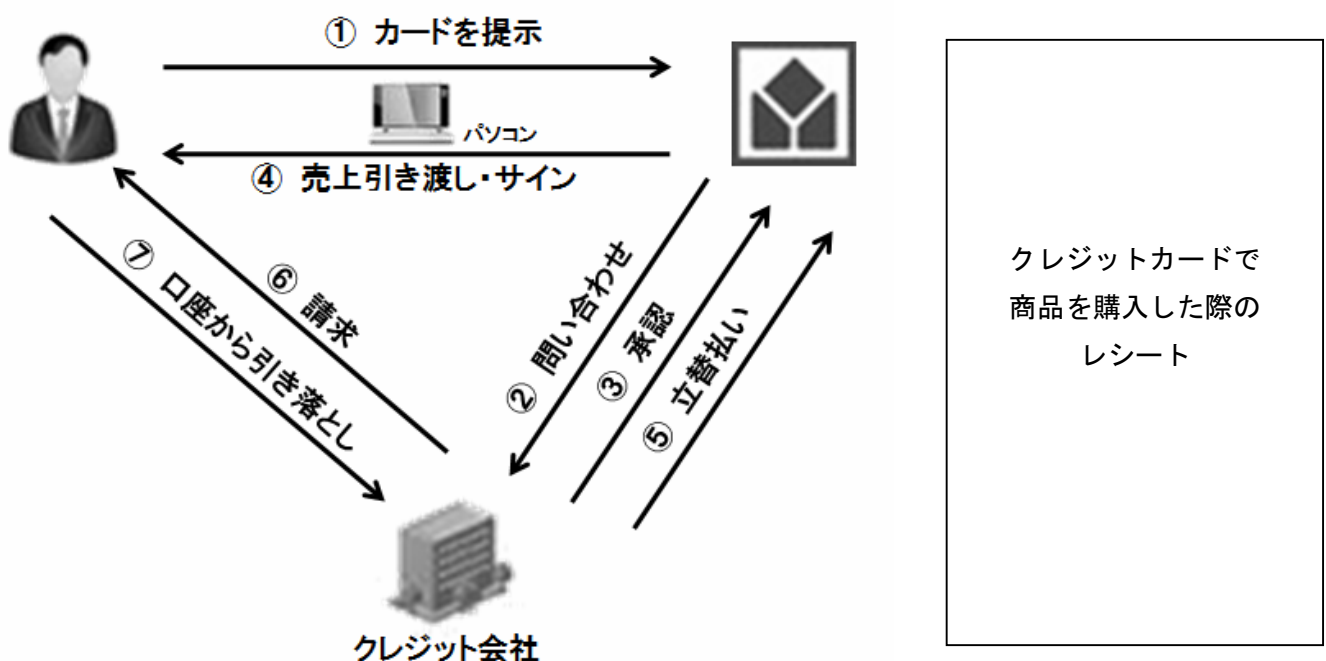 ① カードを提示
パソコン
④ 売上引き渡し・サイン
② 問い合わせ
③ 承認
⑤ 立替払い
⑥ 請求
⑦ 口座から引き落とし
クレジット会社
クレジットカードで
商品を購入した際の
レシート